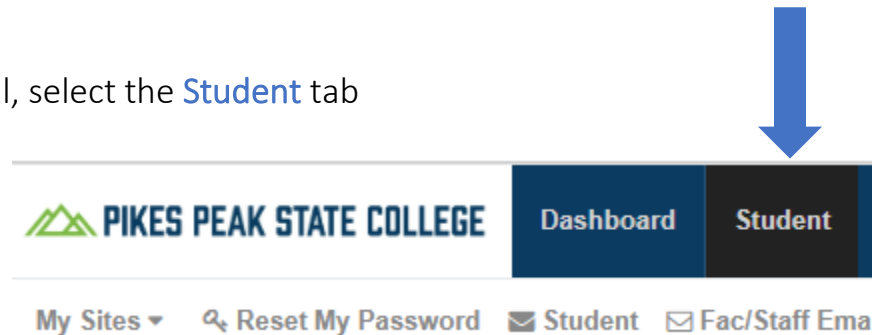 l, select the Student tab
PIKES PEAK STATE COLLEGE Dashboard Student
My Sites Reset My Password Student Fac/Staff Ema